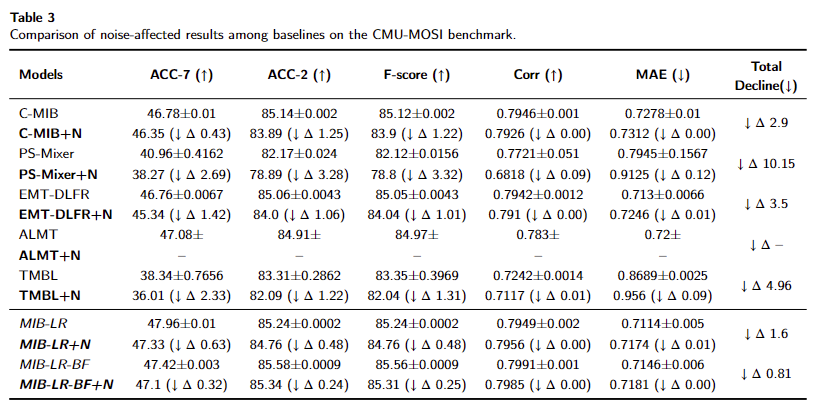 Table 3
Comparison of noise-affected results among baselines on the CMU-MOSI benchmark.
Models ACC-7 (↑) ACC-2 (↑) F-score (↑) Corr (↑) MAE (↓) Total Decline(↓)
C-MIB 46.78±0.01 85.14±0.002 85.12±0.002 0.7946±0.001 0.7278±0.01
C-MIB+N 46.35 (↓ Δ 0.43) 83.89 (↓ Δ 1.25) 83.9 (↓ Δ 1.22) 0.7926 (↓ Δ 0.00) 0.7312 (↓ Δ 0.00)
↓ Δ 2.9
PS-Mixer 40.96±0.4162 82.17±0.024 82.12±0.0156 0.7721±0.051 0.7945±0.1567
PS-Mixer+N 38.27 (↓ Δ 2.69) 78.89 (↓ Δ 3.28) 78.8 (↓ Δ 3.32) 0.6818 (↓ Δ 0.09) 0.9125 (↓ Δ 0.12)
↓ Δ 10.15
EMT-DLFR 46.76±0.0067 85.06±0.0043 85.05±0.0043 0.7942±0.0012 0.713±0.0066
EMT-DLFR+N 45.34 (↓ Δ 1.42) 84.0 (↓ Δ 1.06) 84.04 (↓ Δ 1.01) 0.791 (↓ Δ 0.00) 0.7246 (↓ Δ 0.01)
↓ Δ 3.5
ALMT 47.08± 84.91± 84.97± 0.783± 0.72±
ALMT+N – – – – –
↓ Δ –
TMBL 38.34±0.7656 83.31±0.2862 83.35±0.3969 0.7242±0.0014 0.8689±0.0025
TMBL+N 36.01 (↓ Δ 2.33) 82.09 (↓ Δ 1.22) 82.04 (↓ Δ 1.31) 0.7117 (↓ Δ 0.01) 0.956 (↓ Δ 0.09)
↓ Δ 4.96
MIB-LR 47.96±0.01 85.24±0.0002 85.24±0.0002 0.7949±0.002 0.7114±0.005
MIB-LR+N 47.33 (↓ Δ 0.63) 84.76 (↓ Δ 0.48) 84.76 (↓ Δ 0.48) 0.7956 (↓ Δ 0.00) 0.7174 (↓ Δ 0.01)
↓ Δ 1.6
MIB-LR-BF 47.42±0.003 85.58±0.0009 85.56±0.0009 0.7991±0.001 0.7146±0.006
MIB-LR-BF+N 47.1 (↓ Δ 0.32) 85.34 (↓ Δ 0.24) 85.31 (↓ Δ 0.25) 0.7985 (↓ Δ 0.00) 0.7181 (↓ Δ 0.00)
↓ Δ 0.81